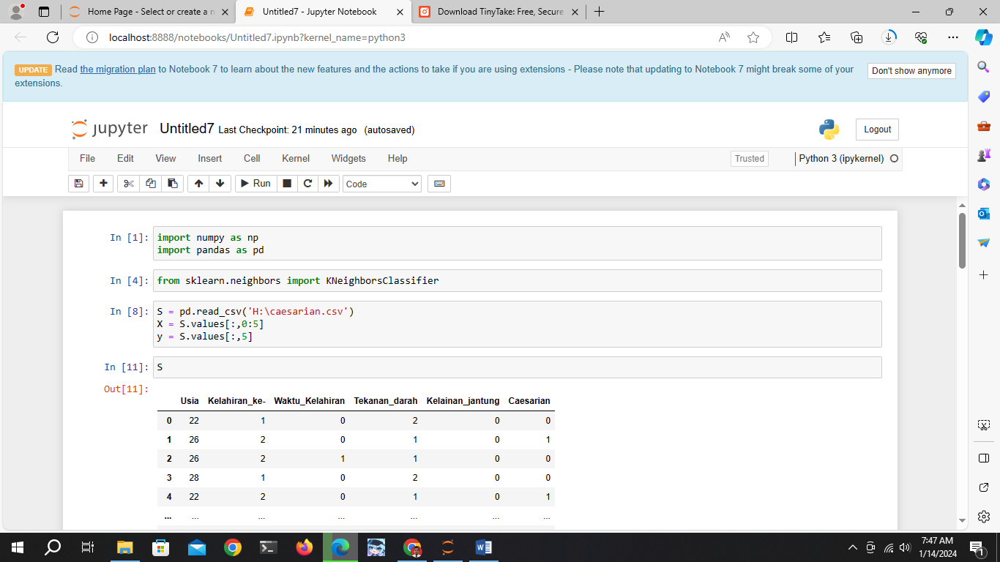 Home Page - Select or create a n
Untitled7 - Jupyter Notebook
Download TinyTake: Free, Secure
localhost:8888/notebooks/Untitled7.ipynb?kernel_name=python3
UPDATE Read the migration plan to Notebook 7 to learn about the new features and the actions to take if you are using extensions - Please note that updating to Notebook 7 might break some of your
extensions.
Don't show anymore
jupyter Untitled7 Last Checkpoint: 21 minutes ago (autosaved)
Logout
File Edit View Insert Cell Kernel Widgets Help
Trusted
Python 3 (ipykernel)
Run
Code
In [1]: import numpy as np
import pandas as pd
In [4]: from sklearn.neighbors import KNeighborsClassifier
In [8]: S = pd.read_csv('H:\caesarian.csv')
X = S.values[:,0:5]
y = S.values[:,5]
In [11]: S
Out[11]:
Usia Kelahiran_ke- Waktu_Kelahiran Tekanan_darah Kelainan_jantung Caesarian
0 22 1 0 2 0 0
1 26 2 0 1 0 1
2 26 2 1 1 0 0
3 28 1 0 2 0 0
4 22 2 0 1 0 1
... ... ... ... ... ... ...
7:47 AM
1/14/2024
1